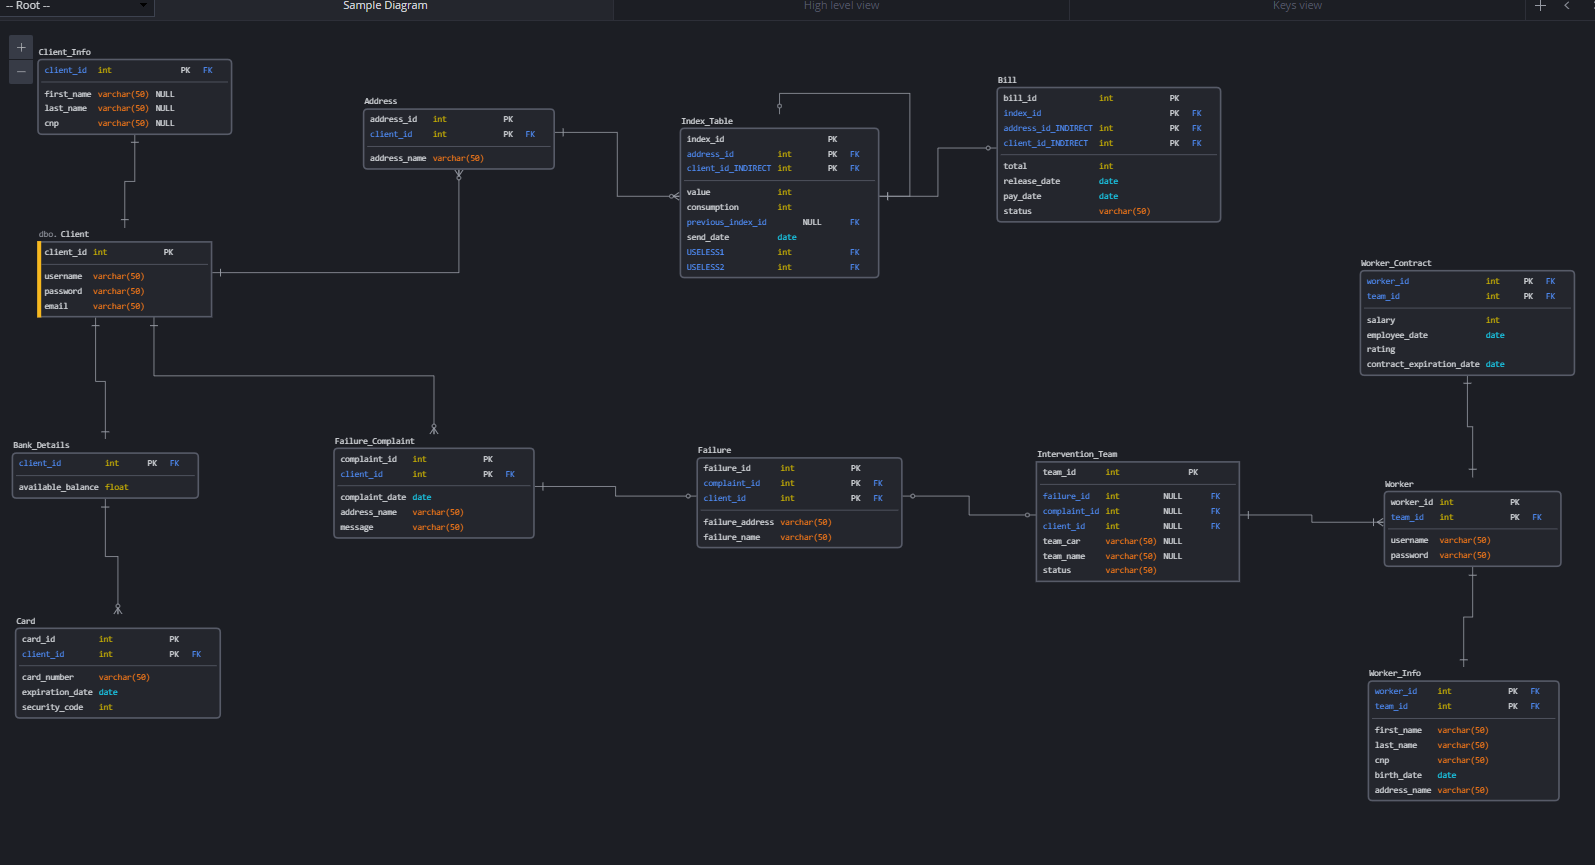 -- Root --
Sample Diagram
High level view
Keys view
Client_Info
client_id int PK FK
first_name varchar(50) NULL
last_name varchar(50) NULL
cnp varchar(50) NULL
Address
address_id int PK
client_id int PK FK
address_name varchar(50)
Index_Table
index_id PK
address_id int PK FK
client_id_INDIRECT int PK FK
value int
consumption int
previous_index_id NULL FK
send_date date
USELESS1 int FK
USELESS2 int FK
Bill
bill_id int PK
index_id PK FK
address_id_INDIRECT int PK FK
client_id_INDIRECT int PK FK
total int
release_date date
pay_date date
status varchar(50)
dbo. Client
client_id int PK
username varchar(50)
password varchar(50)
email varchar(50)
Worker_Contract
worker_id int PK FK
team_id int PK FK
salary int
employee_date date
rating
contract_expiration_date date
Bank_Details
client_id int PK FK
available_balance float
Failure_Complaint
complaint_id int PK
client_id int PK FK
complaint_date date
address_name varchar(50)
message varchar(50)
Failure
failure_id int PK
complaint_id int PK FK
client_id int PK FK
failure_address varchar(50)
failure_name varchar(50)
Intervention_Team
team_id int PK
failure_id int NULL FK
complaint_id int NULL FK
client_id int NULL FK
team_car varchar(50) NULL
team_name varchar(50) NULL
status varchar(50)
Worker
worker_id int PK
team_id int PK FK
username varchar(50)
password varchar(50)
Card
card_id int PK
client_id int PK FK
card_number varchar(50)
expiration_date date
security_code int
Worker_Info
worker_id int PK FK
team_id int PK FK
first_name varchar(50)
last_name varchar(50)
cnp varchar(50)
birth_date date
address_name varchar(50)